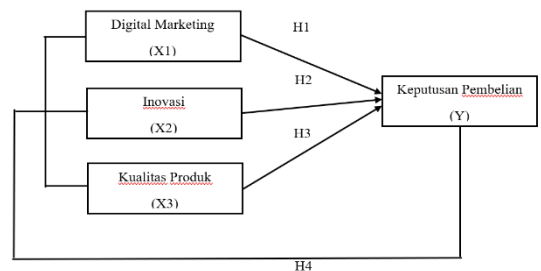 Digital Marketing
(X1)
H1
H2
Inovasi
(X2)
Keputusan Pembelian
(Y)
H3
Kualitas Produk
(X3)
H4